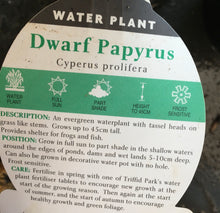 WATER PLANT
Dwarf Papyrus
Cyperus prolifera
WATER PLANT
FULL SUN
PART SHADE
HEIGHT TO 45CM
FROST SENSITIVE
DESCRIPTION: An evergreen waterplant with tassel heads on
grass like stems. Grows up to 45cm tall.
Provides shelter for frogs and fish.
POSITION: Grow in full sun to part shade in shallow waters
around the edges of ponds, dams and wet lands 5-10cm deep.
Can also be grown in decorative water pot with no hole.
Frost sensitive.
CARE: Fertilise in spring with one of Triffid Park's water
plant fertiliser tablets to encourage new growth at the
start of the growing season. Then again at the start
of summer, and the start of autumn to encourage
healthy growth and green foliage.